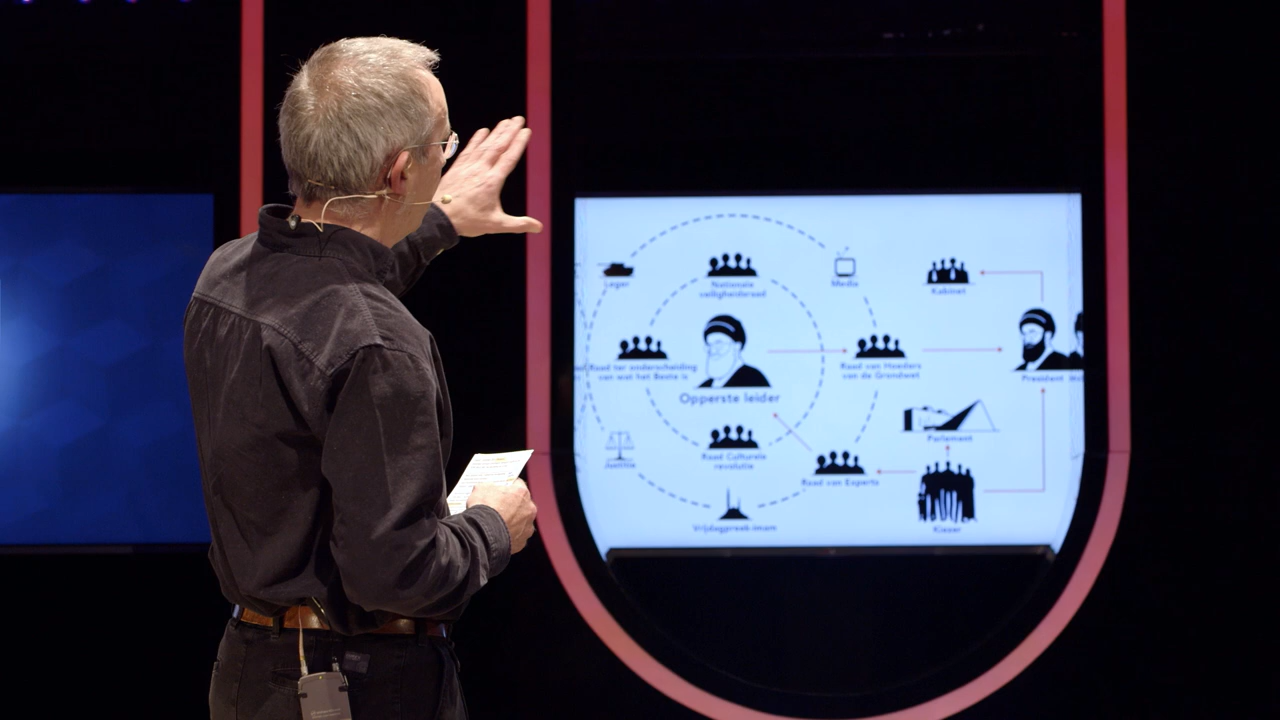 Leger
Nationale
veiligheidsraad
Media
Kabinet
Raad ter onderscheiding
van wat het Beste is
Raad van Hoeders
van de Grondwet
President
Opperste leider
Parlement
Justitie
Raad Culturele
revolutie
Raad van Experts
Vrijdagpreek-imam
Kiezer